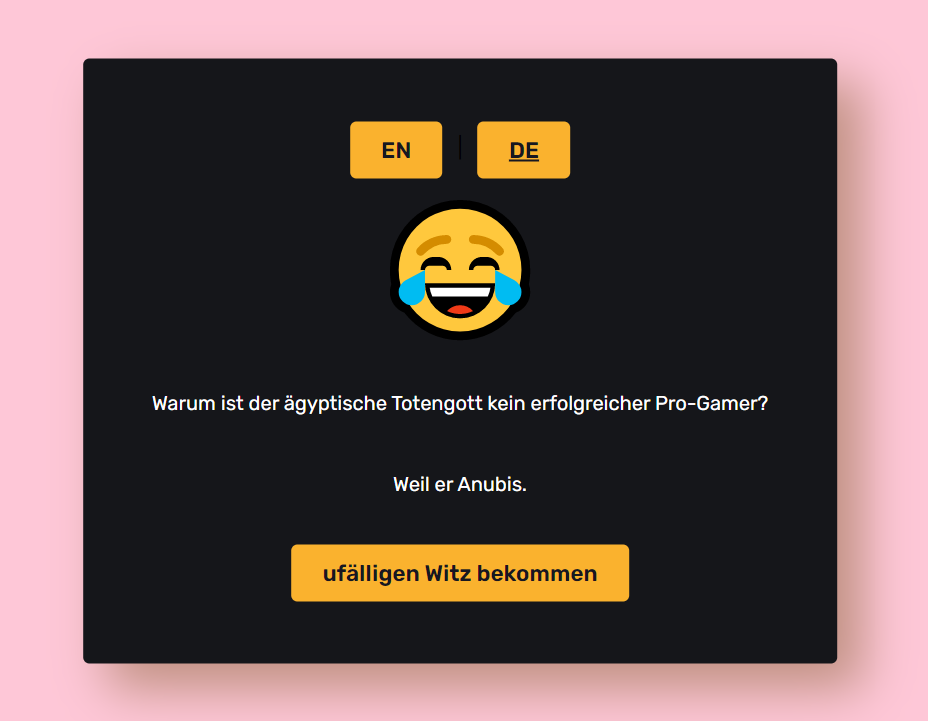 EN | DE
Warum ist der ägyptische Totengott kein erfolgreicher Pro-Gamer?
Weil er Anubis.
ufälligen Witz bekommen